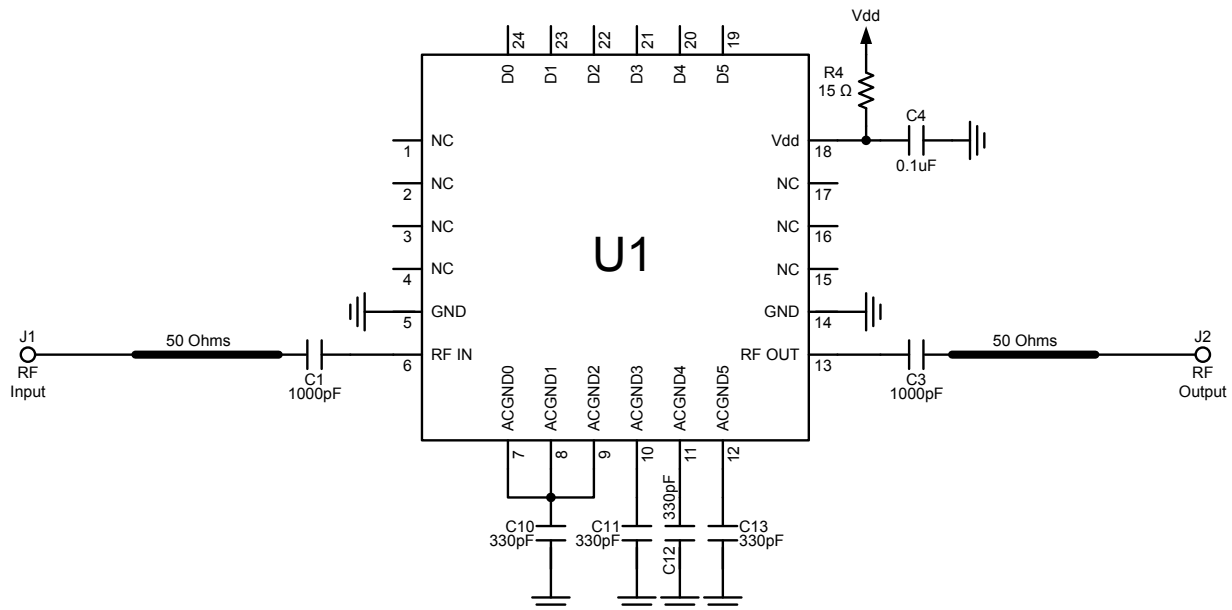 Vdd
24
23
22
21
20
19
D0
D1
D2
D3
D4
D5
R4
15 Ω
C4
0.1uF
NC
1
Vdd
18
NC
2
NC
17
NC
3
NC
16
U1
NC
4
NC
15
GND
5
GND
14
J1
RF
Input
50 Ohms
C1
1000pF
RF IN
6
RF OUT
13
C3
1000pF
50 Ohms
J2
RF
Output
ACGND0
ACGND1
ACGND2
ACGND3
ACGND4
ACGND5
7
8
9
10
11
12
C10
330pF
C11
330pF
330pF
C12
C13
330pF